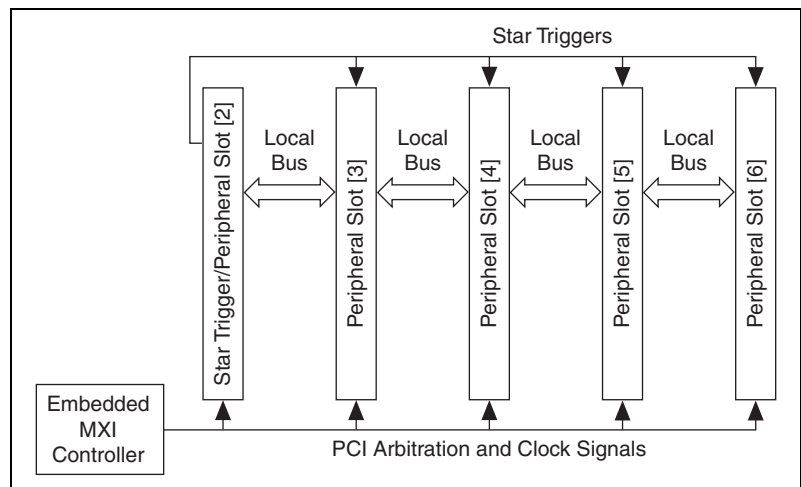 Star Triggers
Star Trigger/Peripheral Slot [2]
Local
Bus
Peripheral Slot [3]
Local
Bus
Peripheral Slot [4]
Local
Bus
Peripheral Slot [5]
Local
Bus
Peripheral Slot [6]
Embedded
MXI
Controller
PCI Arbitration and Clock Signals